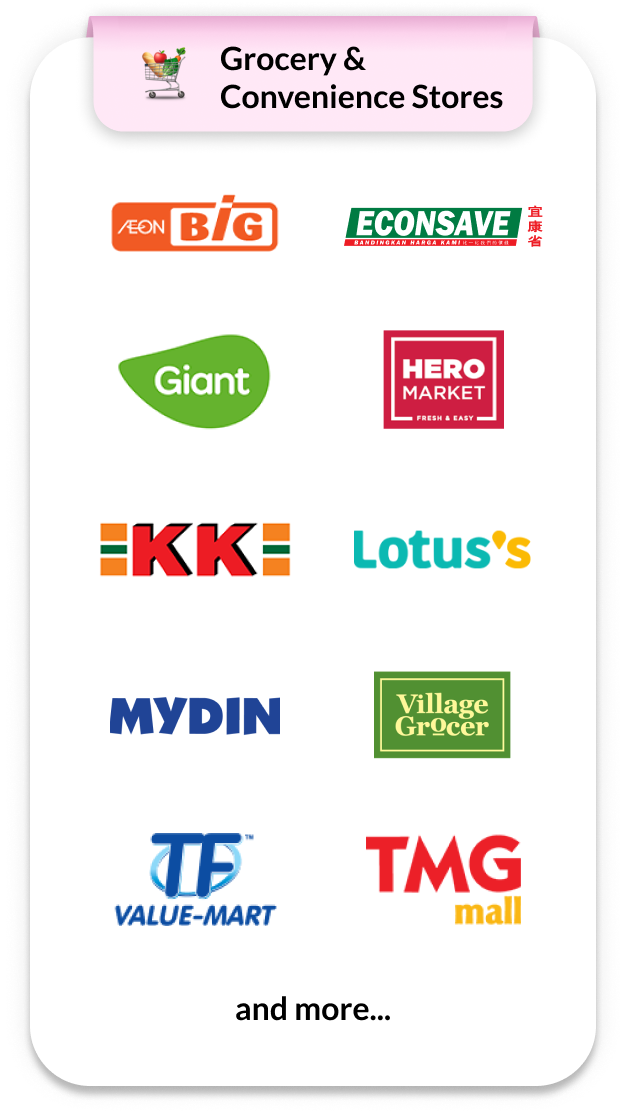 Grocery &
Convenience Stores
ÆON BiG
ECONSAVE 宜康省
BANDINGKAN HARGA KAMI
Giant
HERO
MARKET
FRESH & EASY
KK
Lotus's
MYDIN
Village
Grocer
TF™
VALUE-MART
TMG
mall
and more...